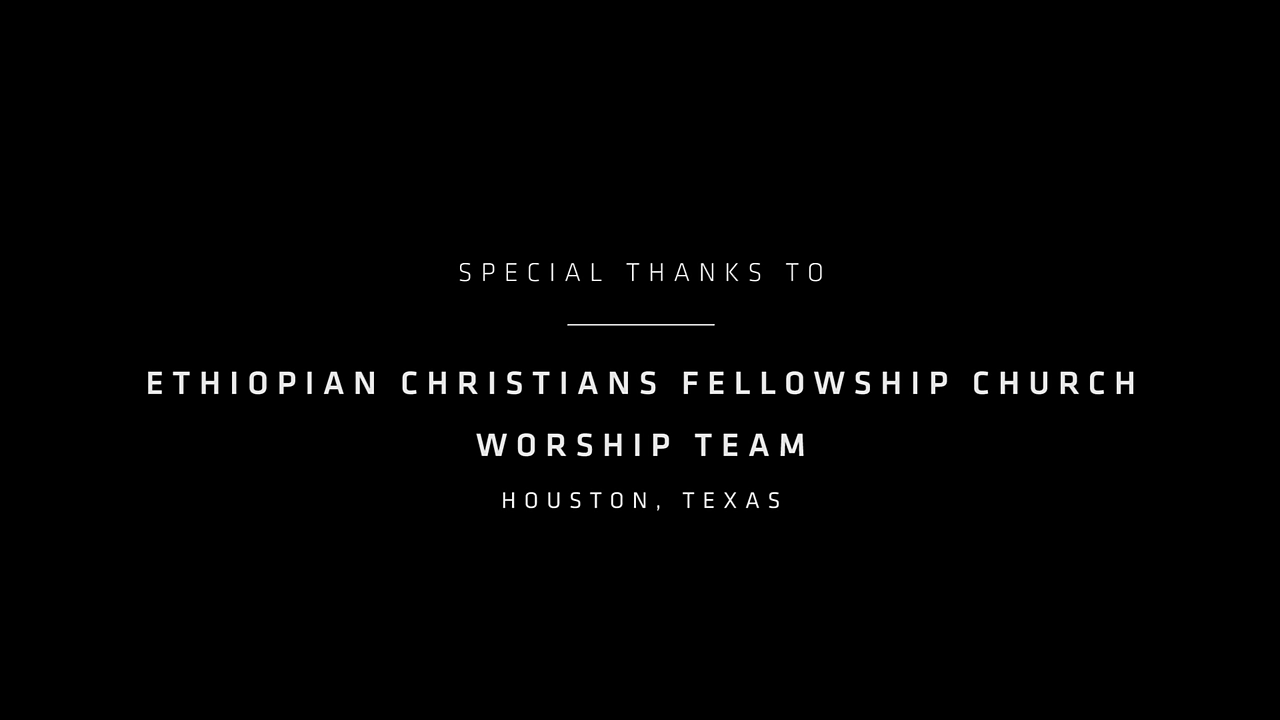 SPECIAL THANKS TO
ETHIOPIAN CHRISTIANS FELLOWSHIP CHURCH
WORSHIP TEAM
HOUSTON, TEXAS